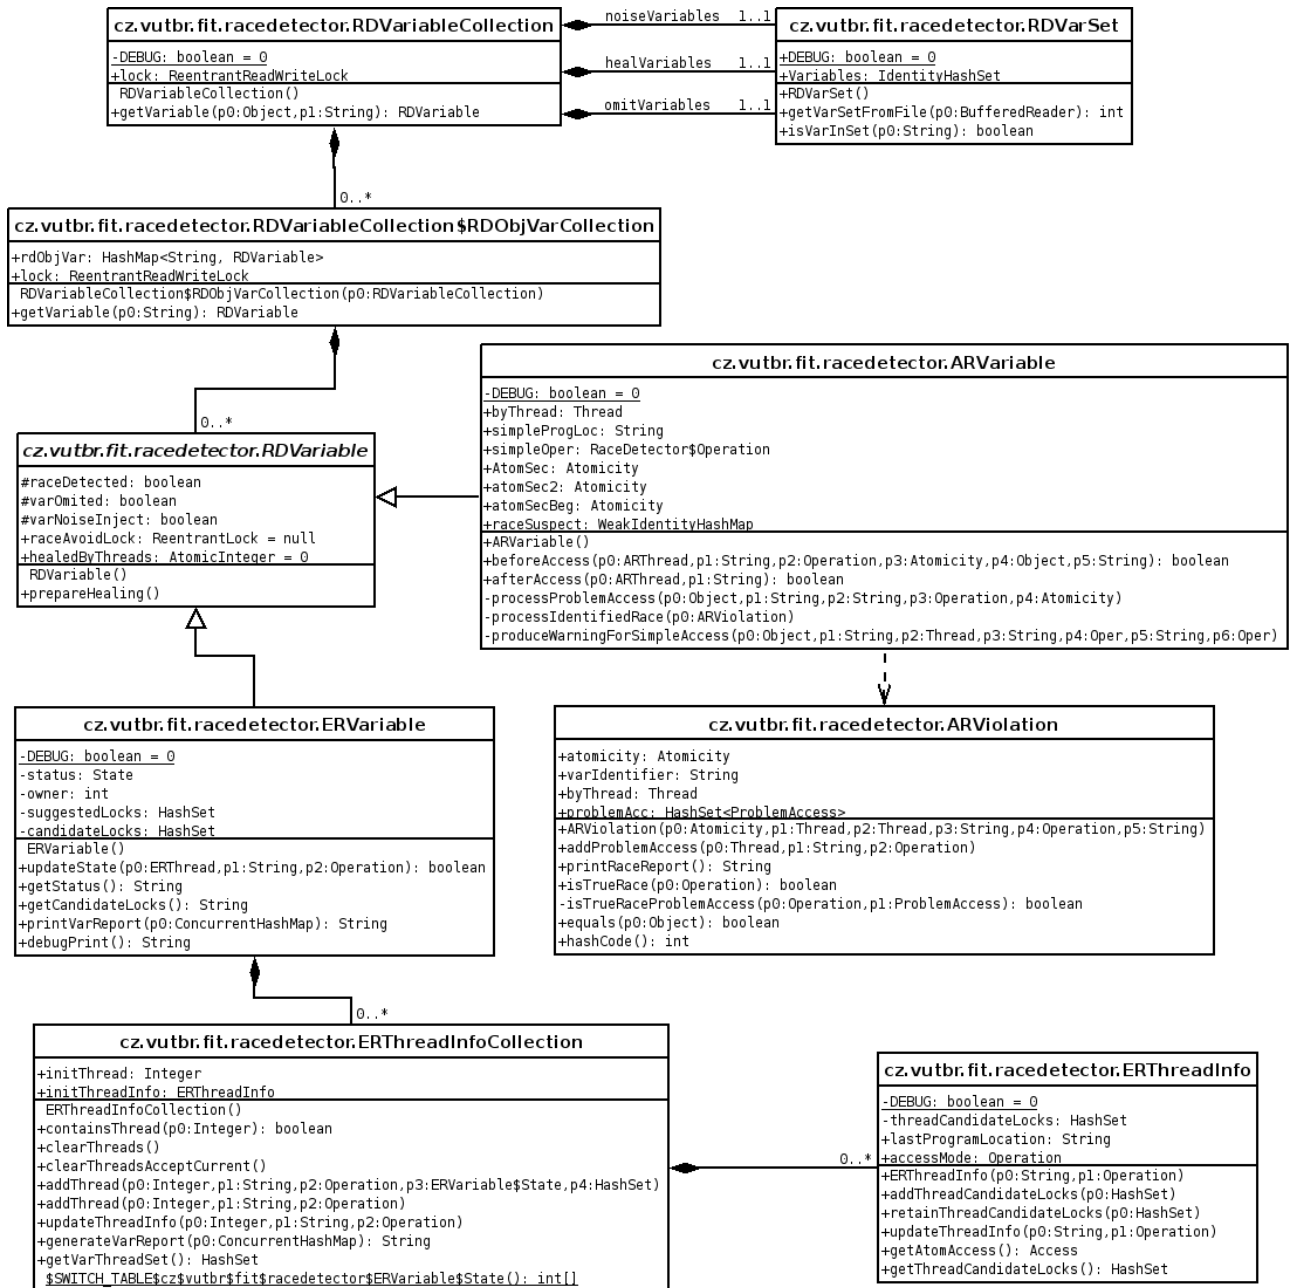 cz.vutbr.fit.racedetector.RDVariableCollection
-DEBUG: boolean = 0
+lock: ReentrantReadWriteLock
RDVariableCollection()
+getVariable(p0:Object,p1:String): RDVariable
noiseVariables 1..1
healVariables 1..1
omitVariables 1..1
cz.vutbr.fit.racedetector.RDVarSet
+DEBUG: boolean = 0
+Variables: IdentityHashSet
+RDVarSet()
+getVarSetFromFile(p0:BufferedReader): int
+isVarInSet(p0:String): boolean
0..*
cz.vutbr.fit.racedetector.RDVariableCollection$RDObjVarCollection
+rdObjVar: HashMap<String, RDVariable>
+lock: ReentrantReadWriteLock
RDVariableCollection$RDObjVarCollection(p0:RDVariableCollection)
+getVariable(p0:String): RDVariable
0..*
cz.vutbr.fit.racedetector.RDVariable
#raceDetected: boolean
#varOmited: boolean
#varNoiseInject: boolean
+raceAvoidLock: ReentrantLock = null
+healedByThreads: AtomicInteger = 0
RDVariable()
+prepareHealing()
cz.vutbr.fit.racedetector.ARVariable
-DEBUG: boolean = 0
+byThread: Thread
+simpleProgLoc: String
+simpleOper: RaceDetector$Operation
+AtomSec: Atomicity
+atomSec2: Atomicity
+atomSecBeg: Atomicity
+raceSuspect: WeakIdentityHashMap
+ARVariable()
+beforeAccess(p0:ARThread,p1:String,p2:Operation,p3:Atomicity,p4:Object,p5:String): boolean
+afterAccess(p0:ARThread,p1:String): boolean
-processProblemAccess(p0:Object,p1:String,p2:String,p3:Operation,p4:Atomicity)
-processIdentifiedRace(p0:ARViolation)
-produceWarningForSimpleAccess(p0:Object,p1:String,p2:Thread,p3:String,p4:Oper,p5:String,p6:Oper)
cz.vutbr.fit.racedetector.ERVariable
-DEBUG: boolean = 0
-status: State
-owner: int
-suggestedLocks: HashSet
-candidateLocks: HashSet
ERVariable()
+updateState(p0:ERThread,p1:String,p2:Operation): boolean
+getStatus(): String
+getCandidateLocks(): String
+printVarReport(p0:ConcurrentHashMap): String
+debugPrint(): String
cz.vutbr.fit.racedetector.ARViolation
+atomicity: Atomicity
+varIdentifier: String
+byThread: Thread
+problemAcc: HashSet<ProblemAccess>
+ARViolation(p0:Atomicity,p1:Thread,p2:Thread,p3:String,p4:Operation,p5:String)
+addProblemAccess(p0:Thread,p1:String,p2:Operation)
+printRaceReport(): String
+isTrueRace(p0:Operation): boolean
-isTrueRaceProblemAccess(p0:Operation,p1:ProblemAccess): boolean
+equals(p0:Object): boolean
+hashCode(): int
0..*
cz.vutbr.fit.racedetector.ERThreadInfoCollection
+initThread: Integer
+initThreadInfo: ERThreadInfo
ERThreadInfoCollection()
+containsThread(p0:Integer): boolean
+clearThreads()
+clearThreadsAcceptCurrent()
+addThread(p0:Integer,p1:String,p2:Operation,p3:ERVariable$State,p4:HashSet)
+addThread(p0:Integer,p1:String,p2:Operation)
+updateThreadInfo(p0:Integer,p1:String,p2:Operation)
+generateVarReport(p0:ConcurrentHashMap): String
+getVarThreadSet(): HashSet
$SWITCH_TABLE$cz$vutbr$fit$racedetector$ERVariable$State(): int[]
0..*
cz.vutbr.fit.racedetector.ERThreadInfo
-DEBUG: boolean = 0
-threadCandidateLocks: HashSet
+lastProgramLocation: String
+accessMode: Operation
+ERThreadInfo(p0:String,p1:Operation)
+addThreadCandidateLocks(p0:HashSet)
+retainThreadCandidateLocks(p0:HashSet)
+updateThreadInfo(p0:String,p1:Operation)
+getAtomAccess(): Access
+getThreadCandidateLocks(): HashSet